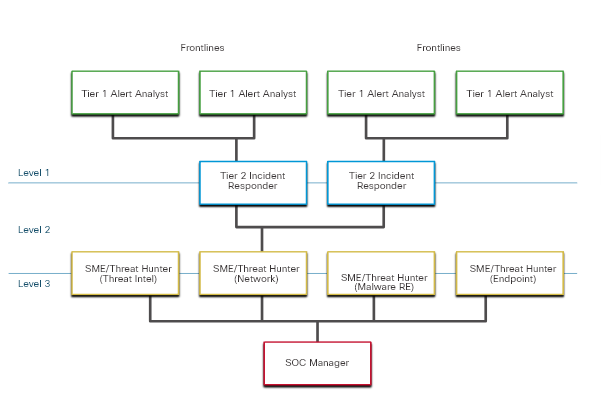 Frontlines
Frontlines
Tier 1 Alert Analyst
Tier 1 Alert Analyst
Tier 1 Alert Analyst
Tier 1 Alert Analyst
Level 1
Tier 2 Incident
Responder
Tier 2 Incident
Responder
Level 2
SME/Threat Hunter
(Threat Intel)
SME/Threat Hunter
(Network)
SME/Threat Hunter
(Malware RE)
SME/Threat Hunter
(Endpoint)
Level 3
SOC Manager